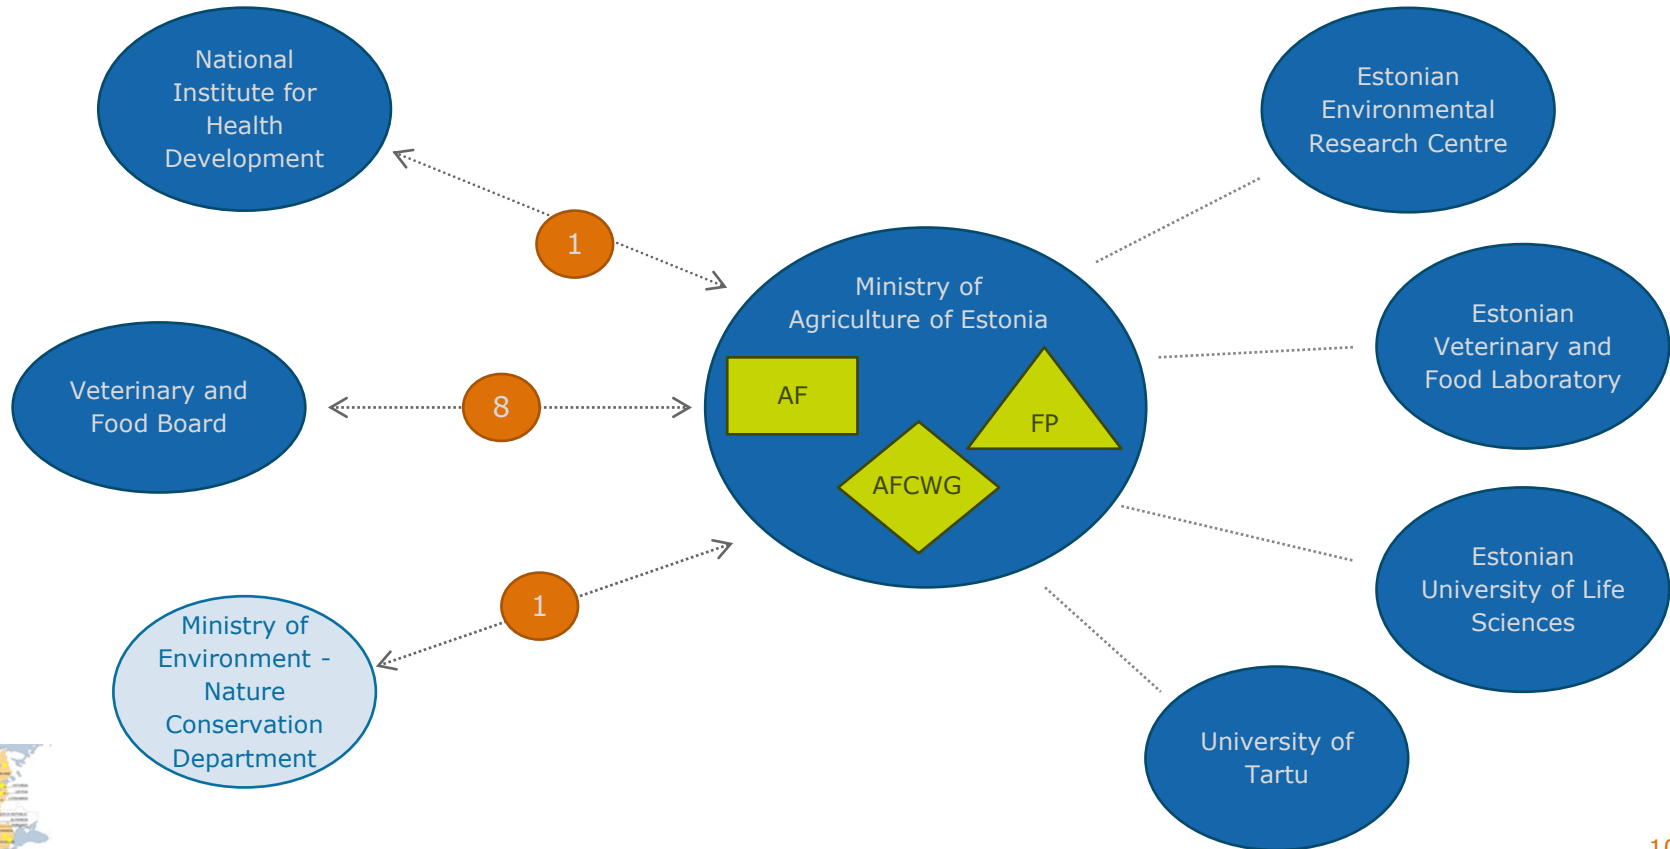 National
Institute for
Health
Development
Estonian
Environmental
Research Centre
1
Ministry of
Agriculture of Estonia
AF
FP
AFCWG
Veterinary and
Food Board
8
Estonian
Veterinary and
Food Laboratory
1
Ministry of
Environment -
Nature
Conservation
Department
Estonian
University of Life
Sciences
University of
Tartu